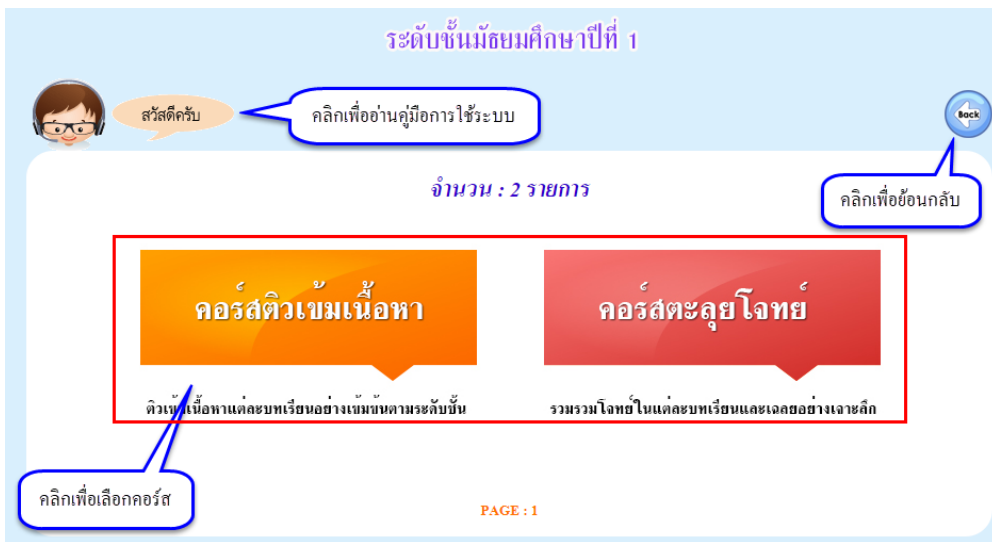 ระดับชั้นมัธยมศึกษาปีที่ 1
สวัสดีครับ
คลิกเพื่ออ่านคู่มือการใช้ระบบ
Back
จำนวน : 2 รายการ
คลิกเพื่อย้อนกลับ
คอร์สติวเข้มเนื้อหา
คอร์สตะลุยโจทย์
ติวเข้มเนื้อหาแต่ละบทเรียนอย่างเข้มข้นตามระดับชั้น
รวมรวมโจทย์ในแต่ละบทเรียนและเฉลยอย่างเจาะลึก
คลิกเพื่อเลือกคอร์ส
PAGE : 1